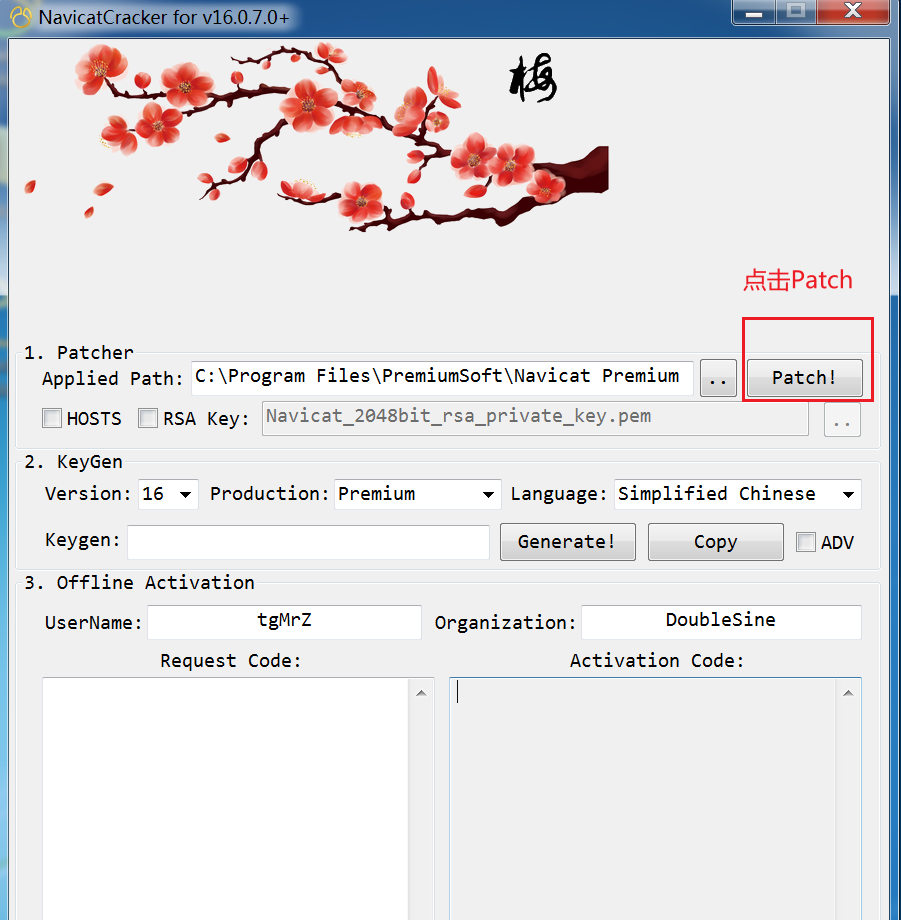 NavicatCracker for v16.0.7.0+
梅
点击Patch
1. Patcher
Applied Path: C:\Program Files\PremiumSoft\Navicat Premium .. Patch!
HOSTS RSA Key: Navicat_2048bit_rsa_private_key.pem ..
2. KeyGen
Version: 16 Production: Premium Language: Simplified Chinese
Keygen: Generate! Copy ADV
3. Offline Activation
UserName: tgMrZ Organization: DoubleSine
Request Code: Activation Code: